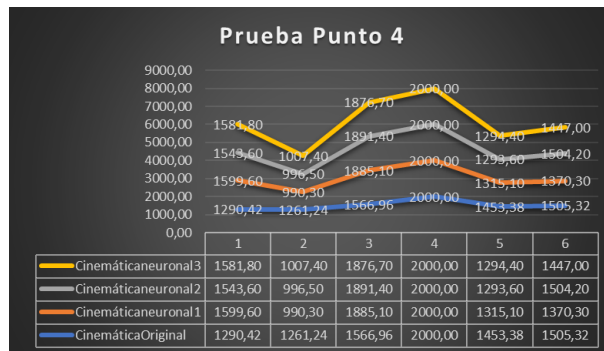 Prueba Punto 4
9000,00
8000,00
7000,00
6000,00
5000,00
4000,00
3000,00
2000,00
1000,00
0,00
1581,80 1007,40 1876,70 2000,00 1294,40 1447,00
1543,60 996,50 1891,40 2000,00 1293,60 1504,20
1599,60 990,30 1885,10 2000,00 1315,10 1370,30
1290,42 1261,24 1566,96 2000,00 1453,38 1505,32
1 2 3 4 5 6
Cinemáticaneuronal3 1581,80 1007,40 1876,70 2000,00 1294,40 1447,00
Cinemáticaneuronal2 1543,60 996,50 1891,40 2000,00 1293,60 1504,20
Cinemáticaneuronal1 1599,60 990,30 1885,10 2000,00 1315,10 1370,30
CinemáticaOriginal 1290,42 1261,24 1566,96 2000,00 1453,38 1505,32